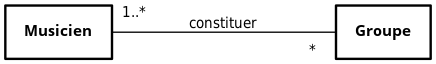 1..*
constituer
Musicien
Groupe
*